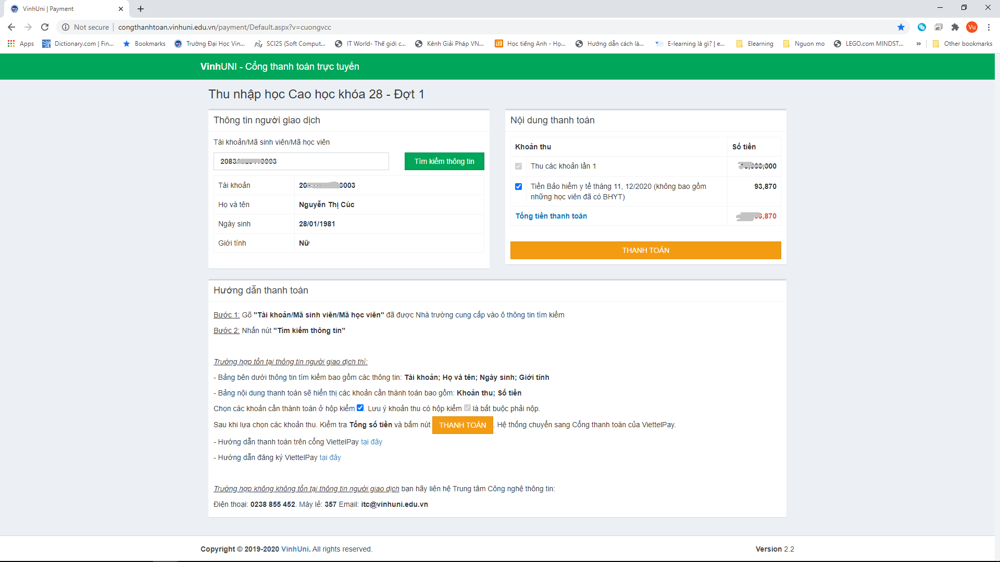 VinhUni | Payment
Not secure
congthanhtoan.vinhuni.edu.vn/payment/Default.aspx?v=cuongvcc
Vu
Apps
Dictionary.com | Fin...
Bookmarks
Trường Đại Học Vin...
SCI2S (Soft Comput...
IT World- Thế giới c...
Kênh Giải Pháp VN...
123
Học tiếng Anh - Họ...
Hướng dẫn cách là...
E-learning là gì? | e...
Elearning
Nguon mo
LEGO.com MINDST...
Other bookmarks
VinhUNI - Cổng thanh toán trực tuyến
Thu nhập học Cao học khóa 28 - Đợt 1
Thông tin người giao dịch
Tài khoản/Mã sinh viên/Mã học viên
Tìm kiếm thông tin
Tài khoản
Họ và tên Nguyễn Thị Cúc
Ngày sinh 28/01/1981
Giới tính Nữ
Nội dung thanh toán
Khoản thu Số tiền
Thu các khoản lần 1
Tiền Bảo hiểm y tế tháng 11, 12/2020 (không bao gồm 93,870
những học viên đã có BHYT)
Tổng tiền thanh toán
THANH TOÁN
Hướng dẫn thanh toán
Bước 1: Gõ "Tài khoản/Mã sinh viên/Mã học viên" đã được Nhà trường cung cấp vào ô thông tin tìm kiếm
Bước 2: Nhấn nút "Tìm kiếm thông tin"
Trường hợp tồn tại thông tin người giao dịch thì:
- Bảng bên dưới thông tin tìm kiếm bao gồm các thông tin: Tài khoản; Họ và tên; Ngày sinh; Giới tính
- Bảng nội dung thanh toán sẽ hiển thị các khoản cần thành toán bao gồm: Khoản thu; Số tiền
Chọn các khoản cần thành toán ở hộp kiểm . Lưu ý khoản thu có hộp kiểm là bắt buộc phải nộp.
Sau khi lựa chọn các khoản thu. Kiểm tra Tổng số tiền và bấm nút THANH TOÁN . Hệ thống chuyển sang Cổng thanh toán của ViettelPay.
- Hướng dẫn thanh toán trên cổng ViettelPay tại đây
- Hướng dẫn đăng ký ViettelPay tại đây
Trường hợp không không tồn tại thông tin người giao dịch bạn hãy liên hệ Trung tâm Công nghệ thông tin:
Điện thoại: 0238 855 452. Máy lẻ: 357 Email: itc@vinhuni.edu.vn
Copyright © 2019-2020 VinhUni. All rights reserved.
Version 2.2